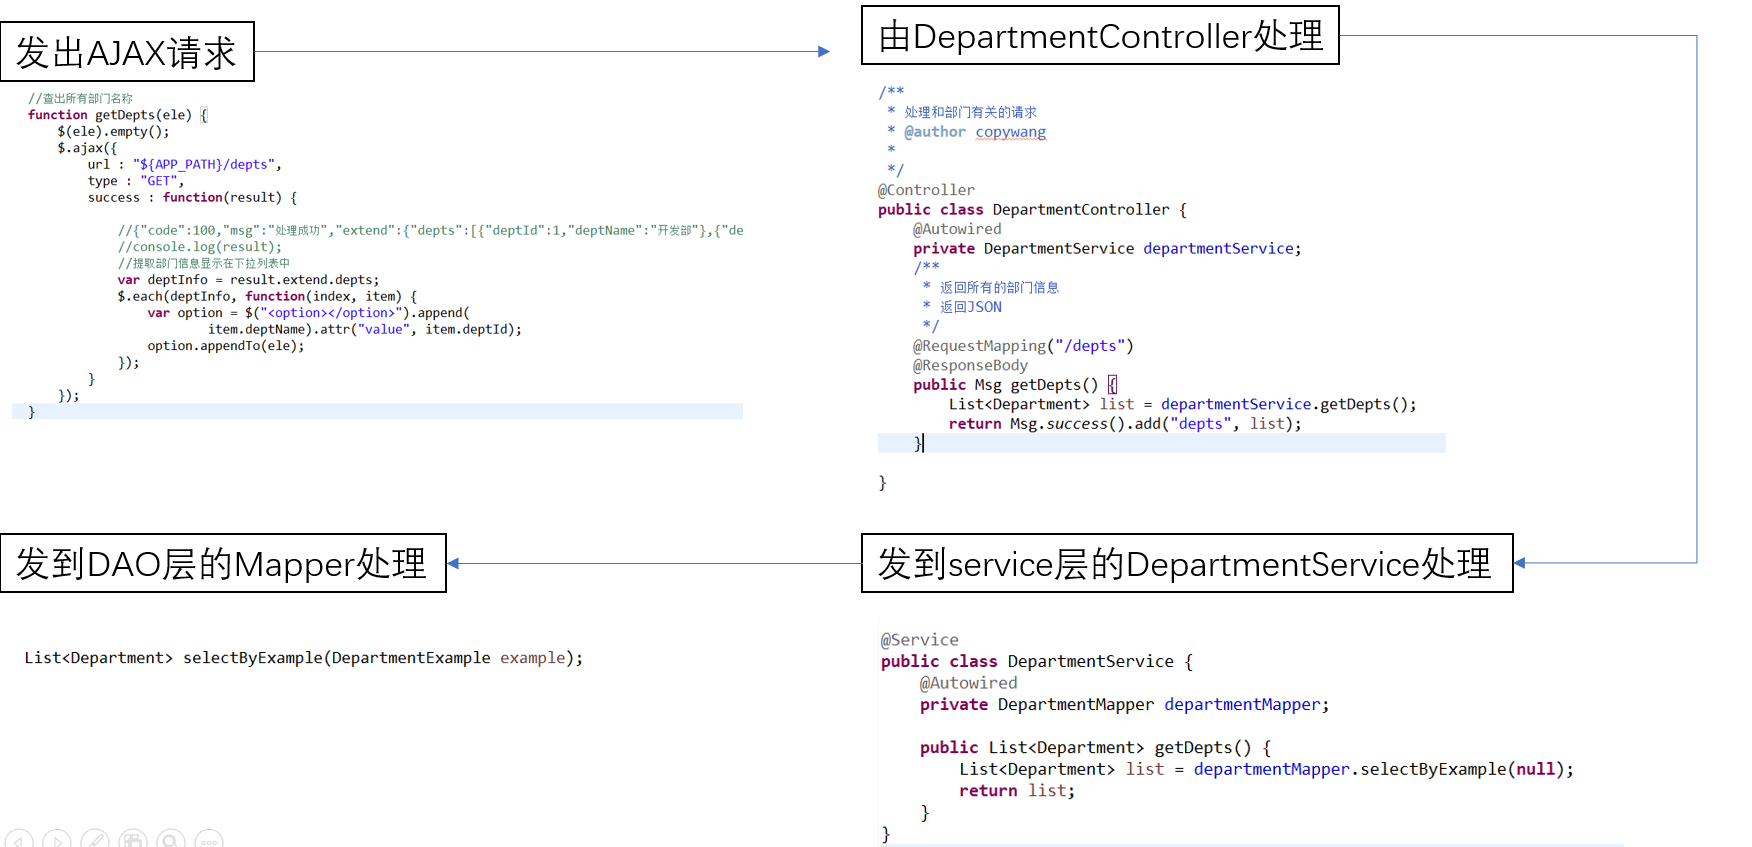 发出AJAX请求
//查出所有部门名称
function getDepts(ele) {
$(ele).empty();
$.ajax({
url : "${APP_PATH}/depts",
type : "GET",
success : function(result) {
//{"code":100,"msg":"处理成功","extend":{"depts":[{"deptId":1,"deptName":"开发部"},{"de
//console.log(result);
//提取部门信息显示在下拉列表中
var deptInfo = result.extend.depts;
$.each(deptInfo, function(index, item) {
var option = $("<option></option>").append(
item.deptName).attr("value", item.deptId);
option.appendTo(ele);
});
}
});
}
由DepartmentController处理
/**
* 处理和部门有关的请求
* @author copywang
*
*/
@Controller
public class DepartmentController {
@Autowired
private DepartmentService departmentService;
/**
* 返回所有的部门信息
* 返回JSON
*/
@RequestMapping("/depts")
@ResponseBody
public Msg getDepts() {
List<Department> list = departmentService.getDepts();
return Msg.success().add("depts", list);
}
}
发到DAO层的Mapper处理
List<Department> selectByExample(DepartmentExample example);
发到service层的DepartmentService处理
@Service
public class DepartmentService {
@Autowired
private DepartmentMapper departmentMapper;
public List<Department> getDepts() {
List<Department> list = departmentMapper.selectByExample(null);
return list;
}
}